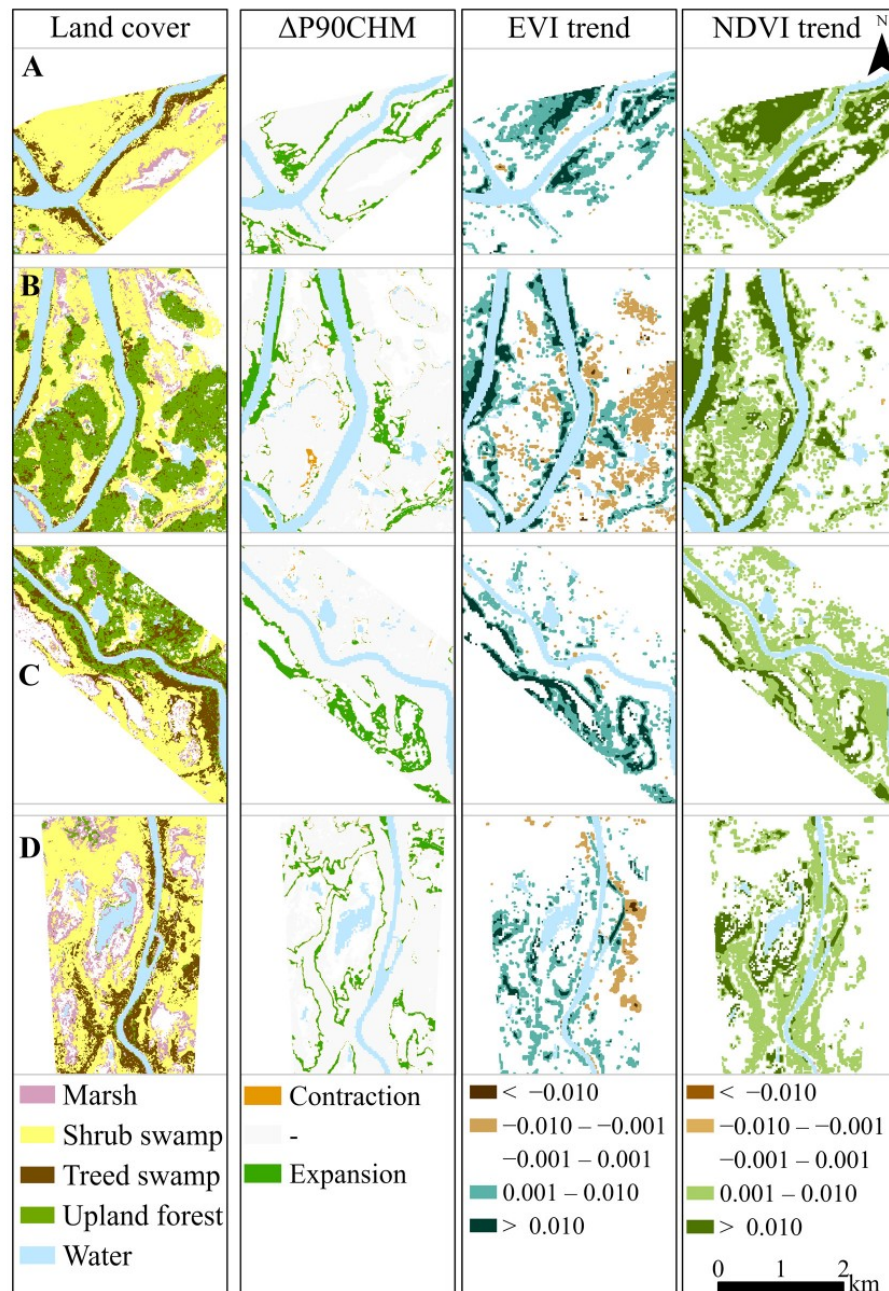 Land cover
ΔP90CHM
EVI trend
NDVI trend
N
A
B
C
D
Marsh
Shrub swamp
Treed swamp
Upland forest
Water
Contraction
-
Expansion
< −0.010
−0.010 – −0.001
−0.001 – 0.001
0.001 – 0.010
> 0.010
< −0.010
−0.010 – −0.001
−0.001 – 0.001
0.001 – 0.010
> 0.010
0 1 2
km